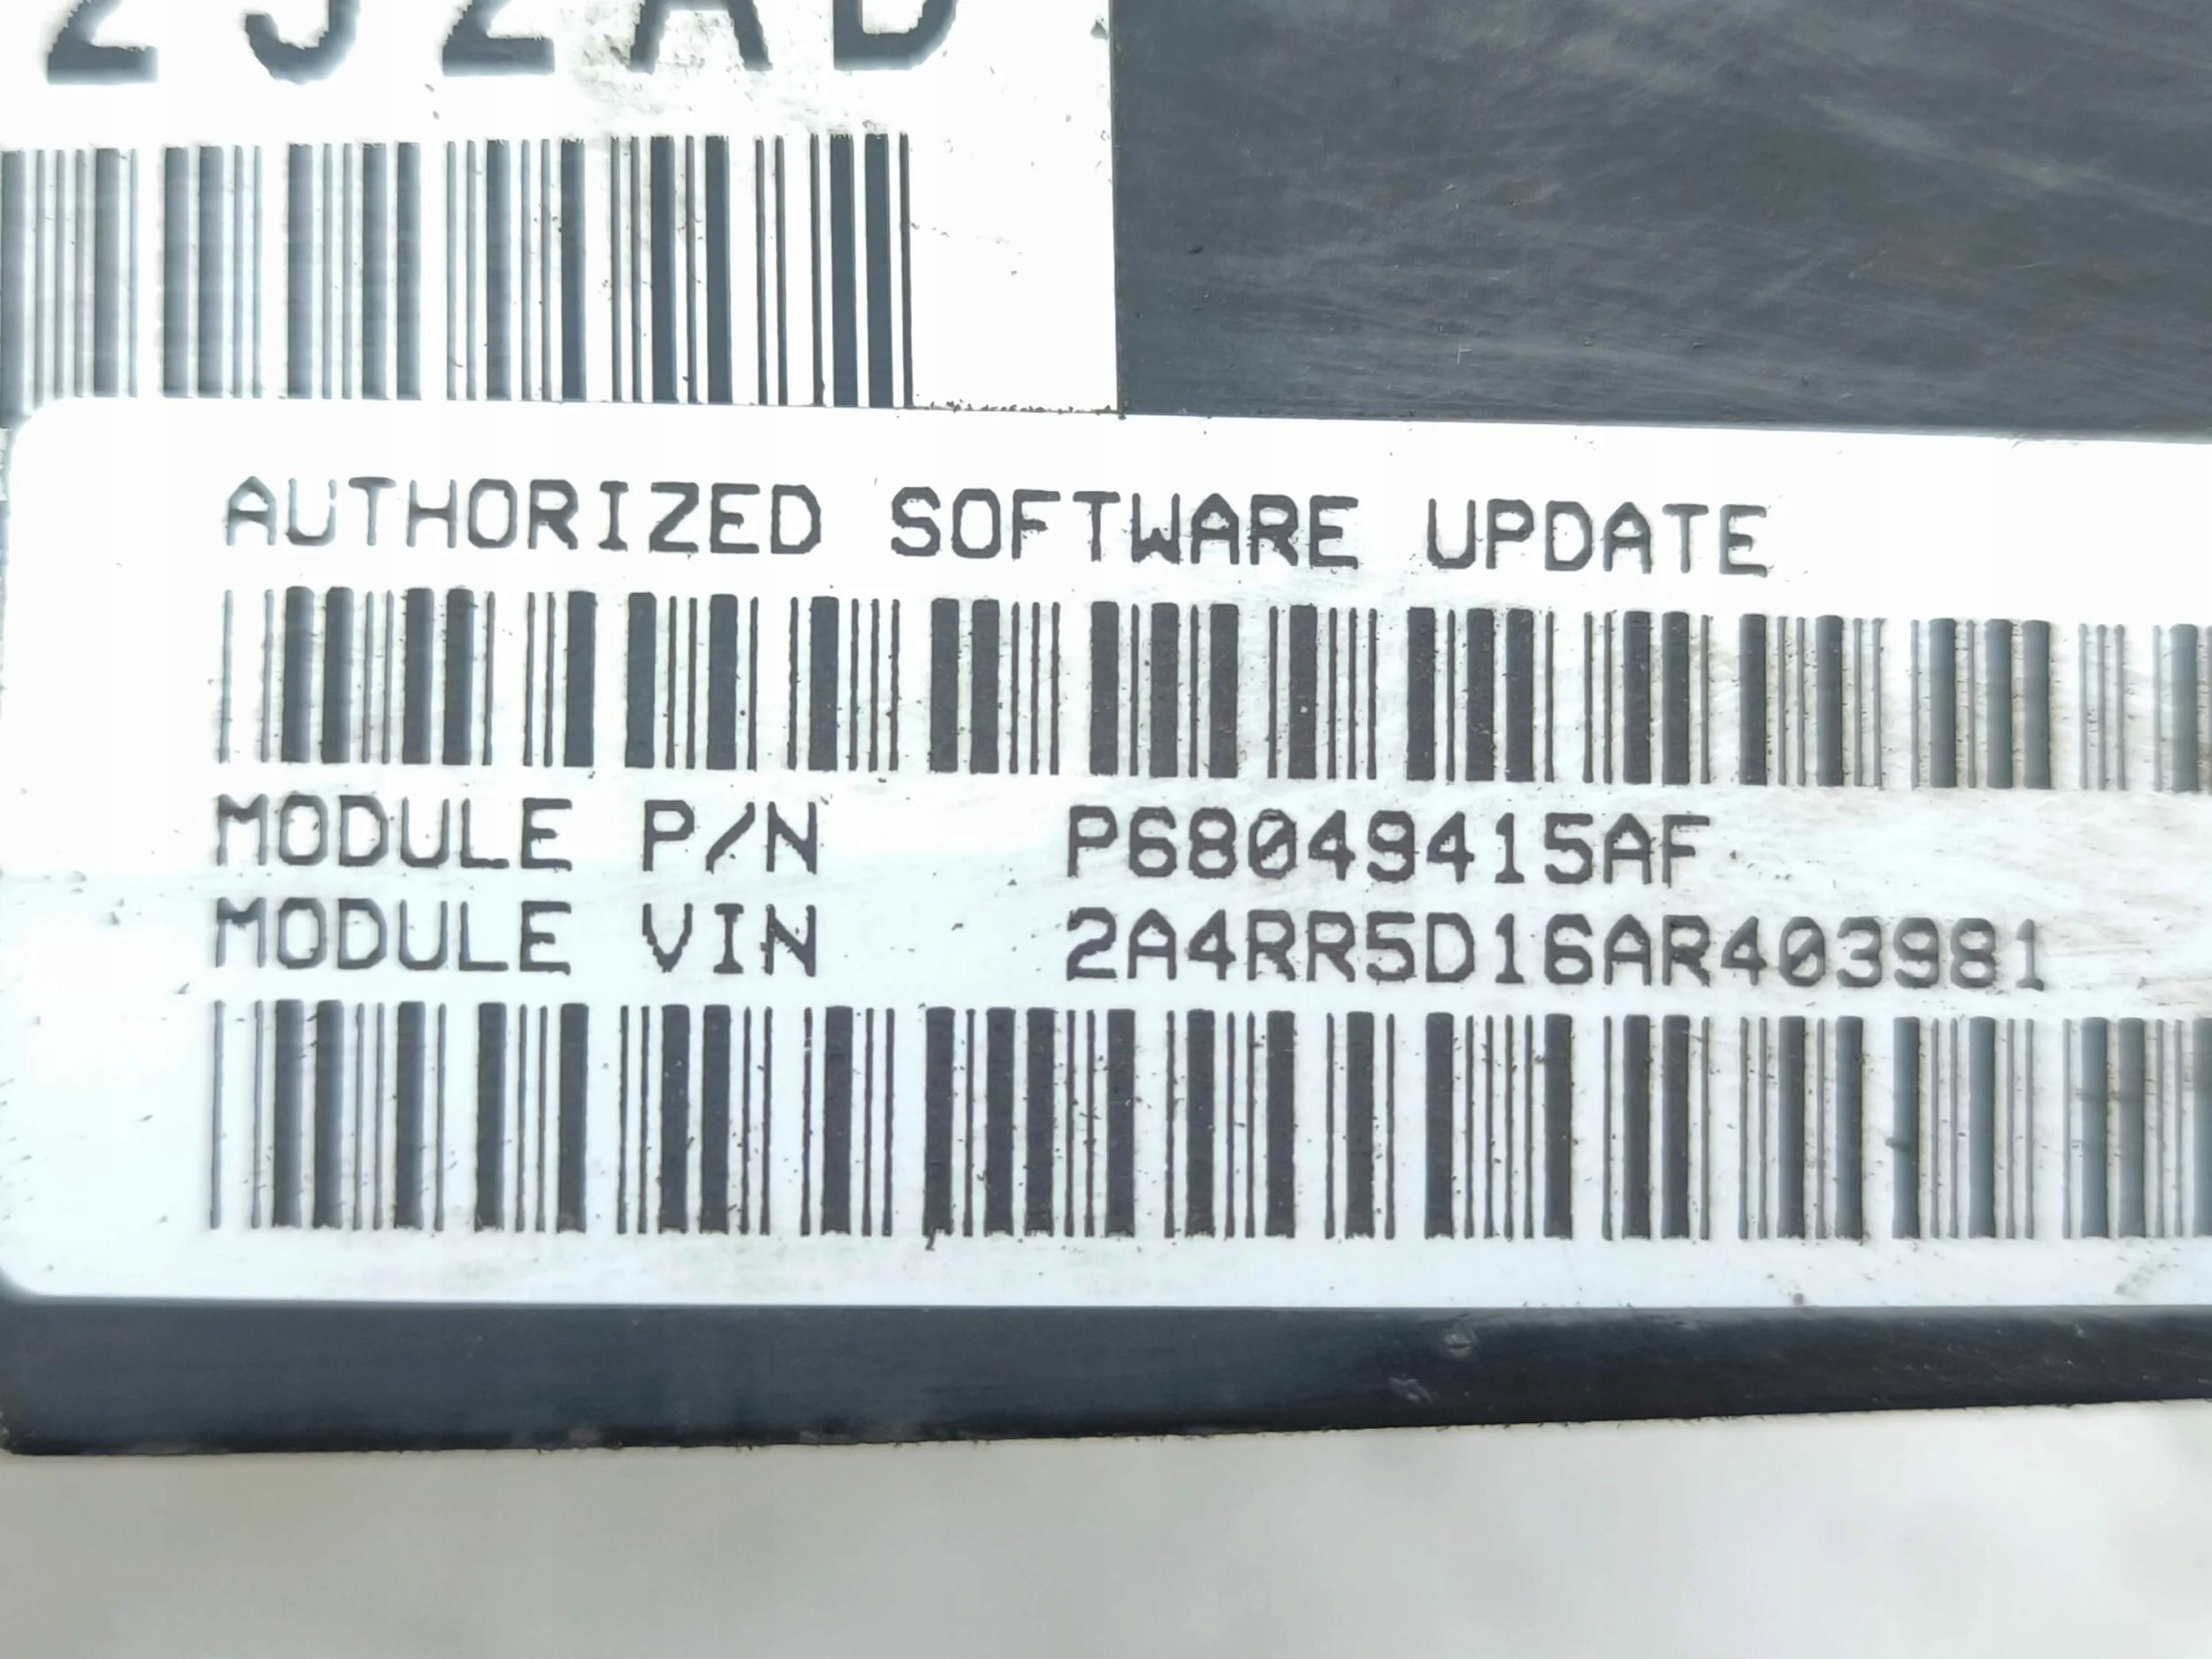 AUTHORIZED SOFTWARE UPDATE
MODULE P/N P68049415AF
MODULE VIN 2A4RR5D16AR403981